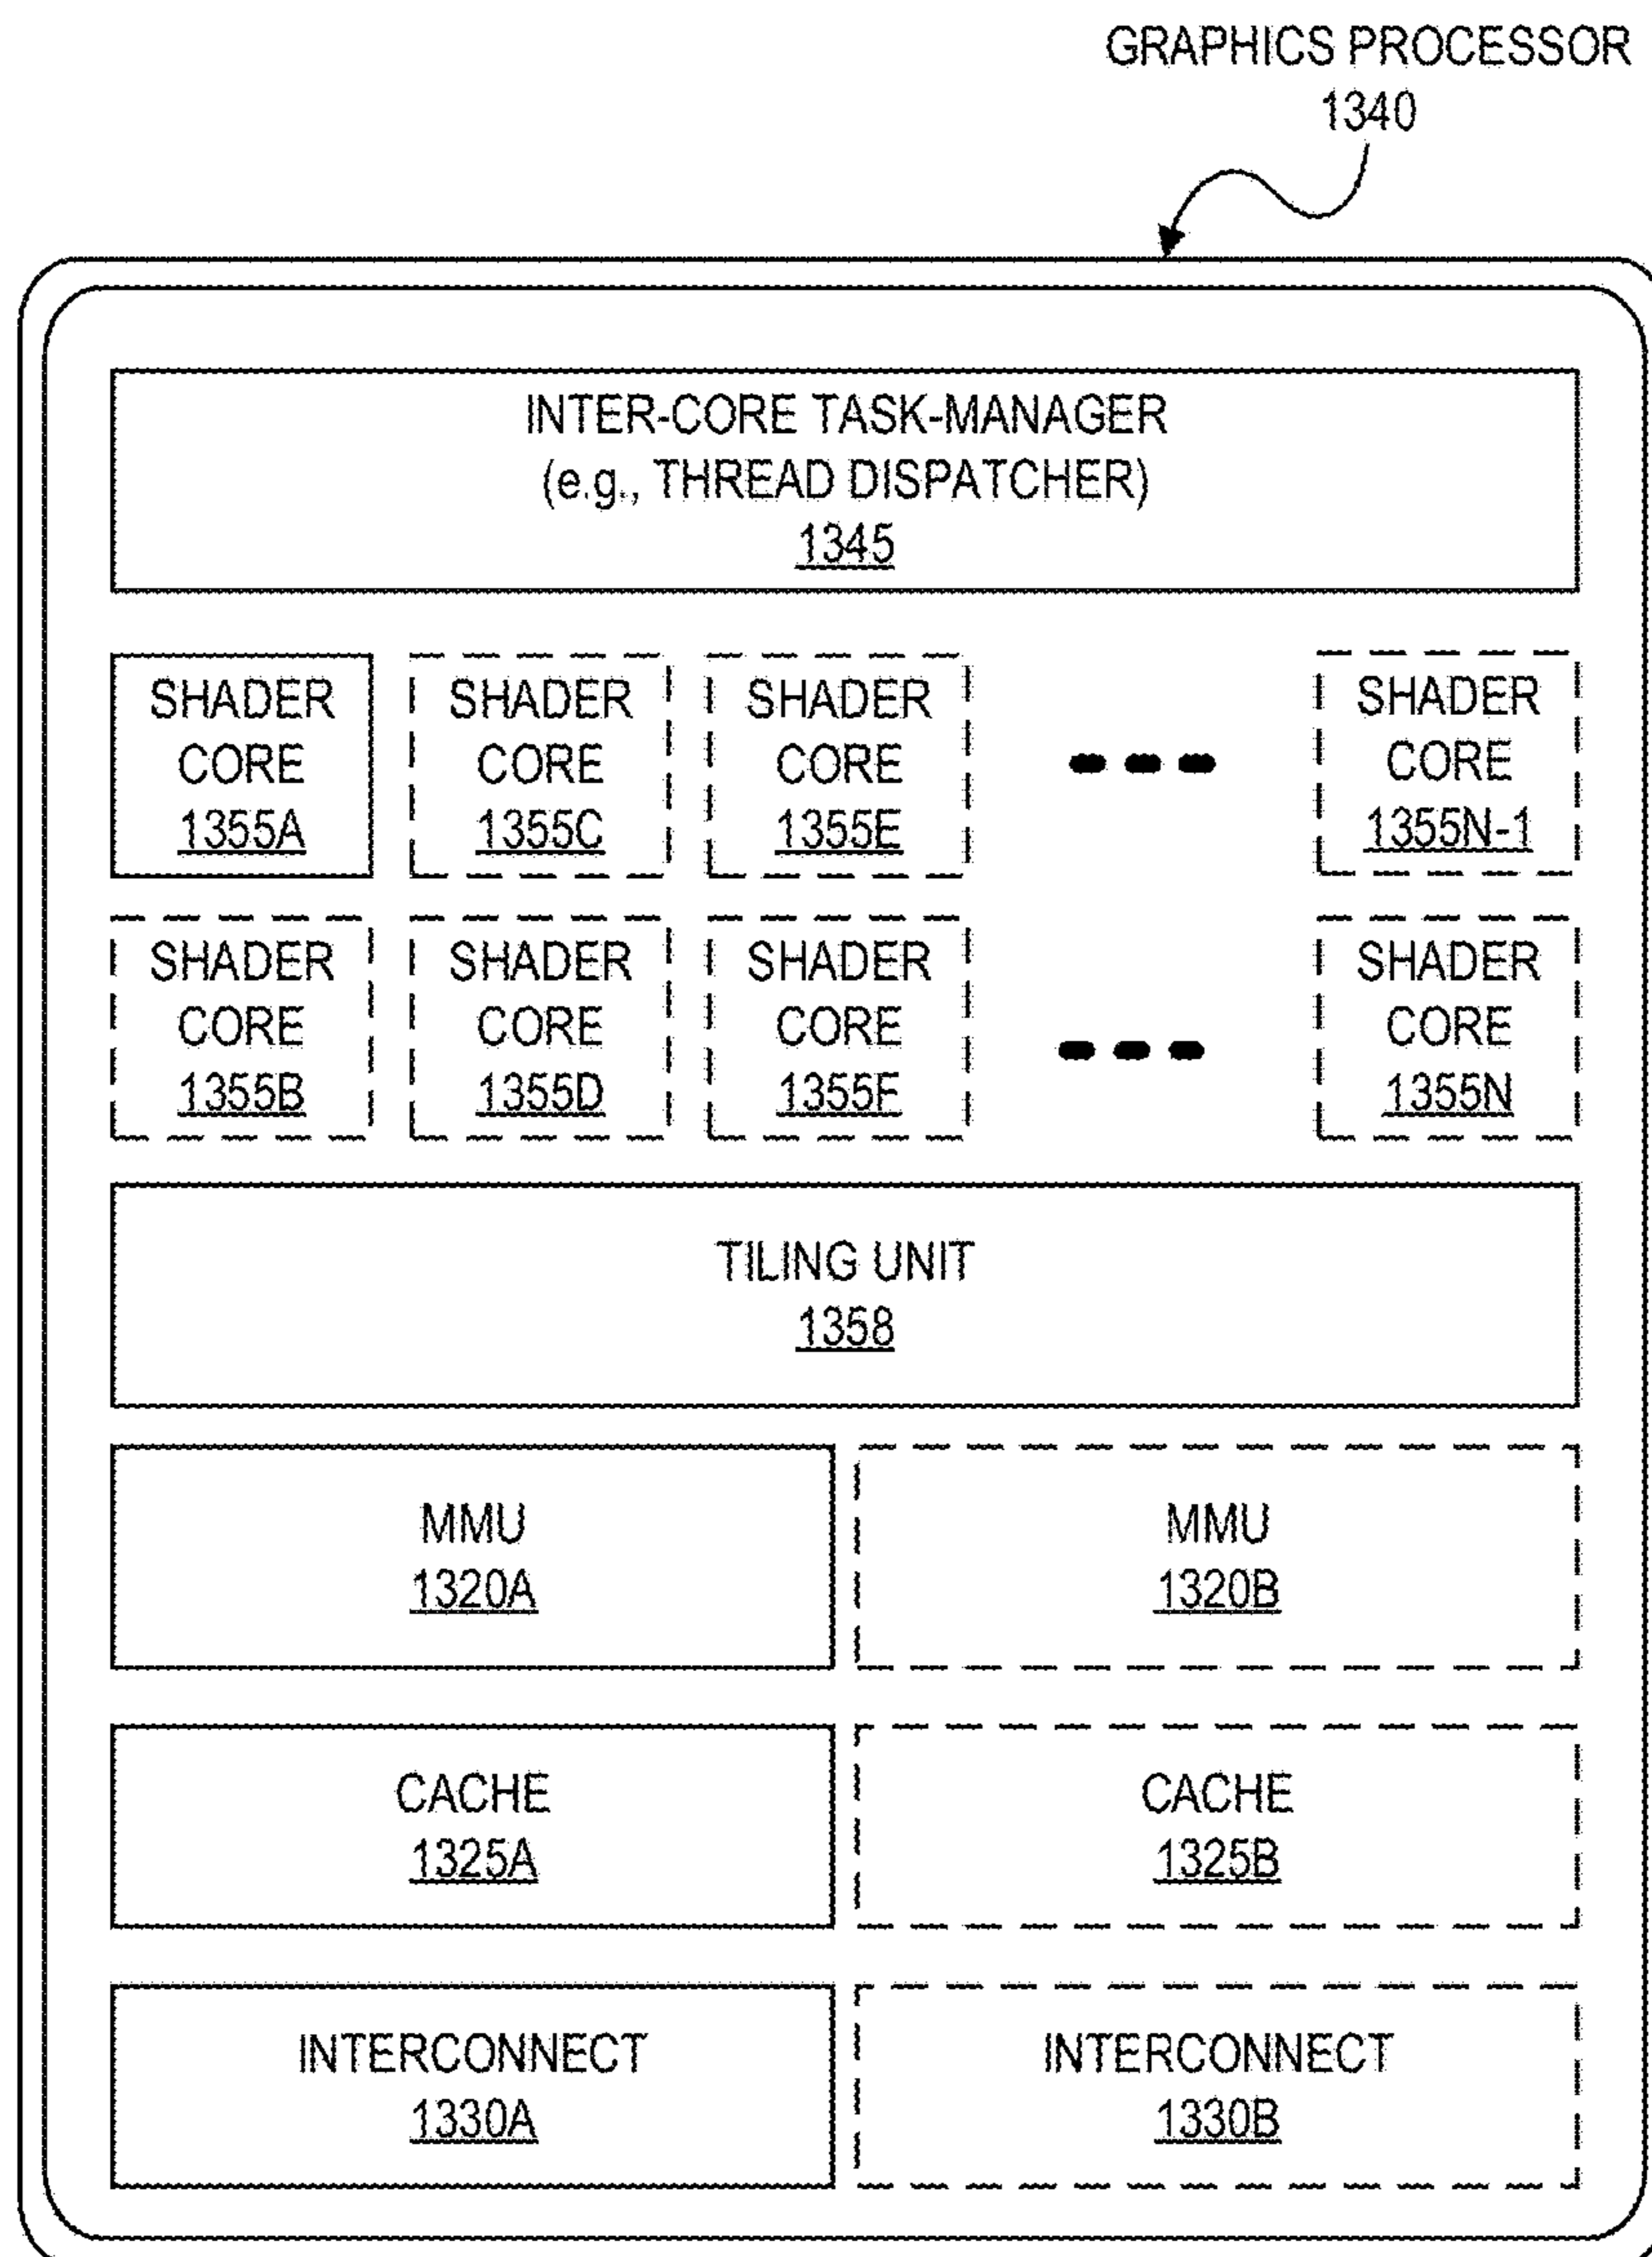 GRAPHICS PROCESSOR
1340
INTER-CORE TASK-MANAGER
(e.g., THREAD DISPATCHER)
1345
SHADER
CORE
1355A
SHADER
CORE
1355C
SHADER
CORE
1355E
SHADER
CORE
1355N-1
SHADER
CORE
1355B
SHADER
CORE
1355D
SHADER
CORE
1355F
SHADER
CORE
1355N
TILING UNIT
1358
MMU
1320A
MMU
1320B
CACHE
1325A
CACHE
1325B
INTERCONNECT
1330A
INTERCONNECT
1330B